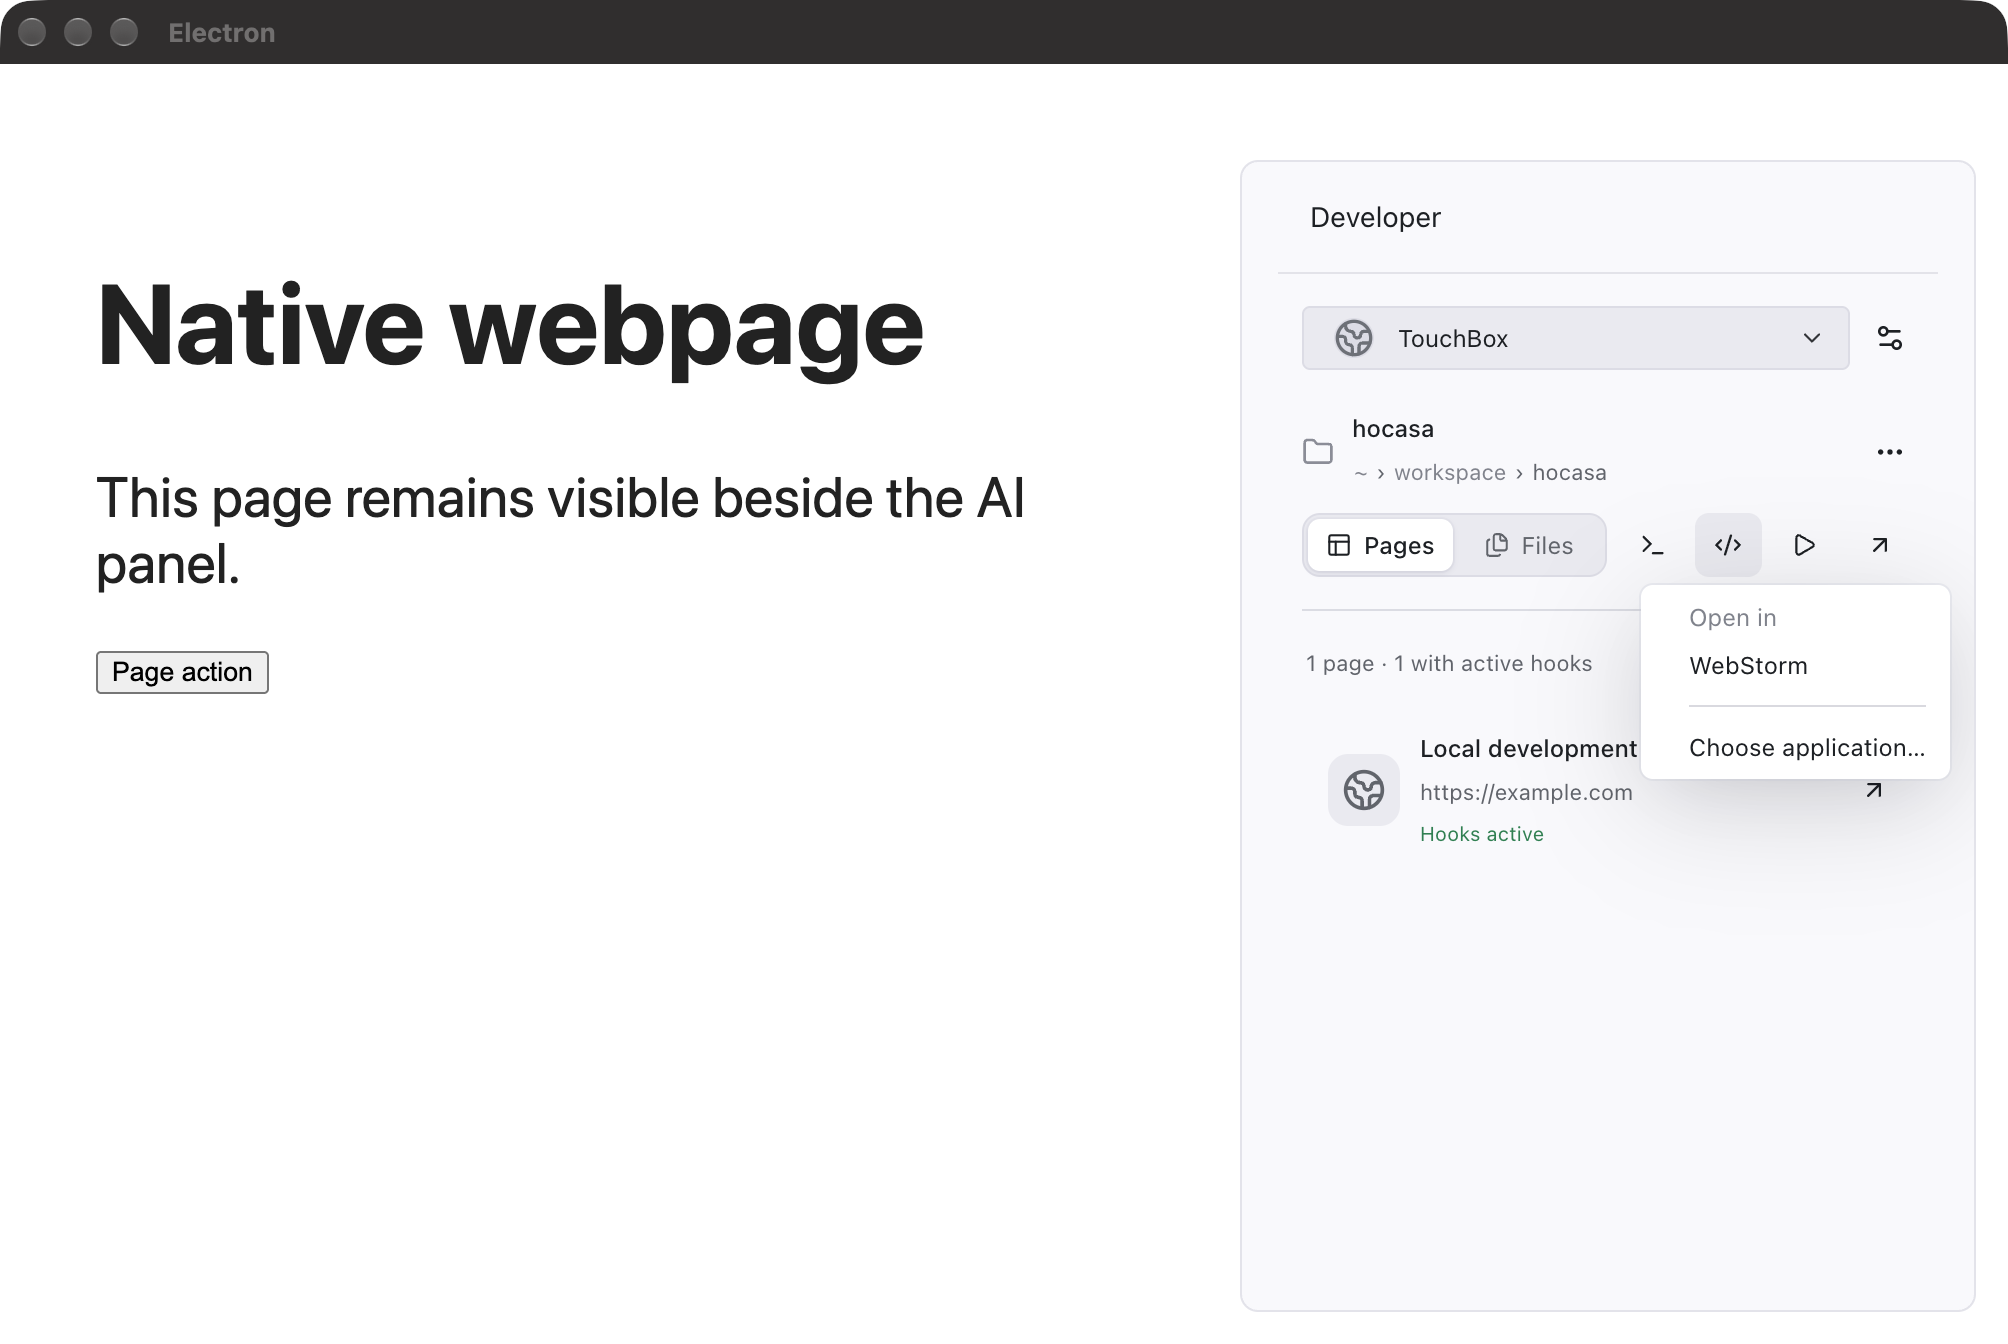 Electron
Native webpage
This page remains visible beside the AI
panel.
Page action
Developer
TouchBox
hocasa
~ › workspace › hocasa
Pages
Files
Open in
WebStorm
Choose application...
1 page · 1 with active hooks
Local development
https://example.com
Hooks active